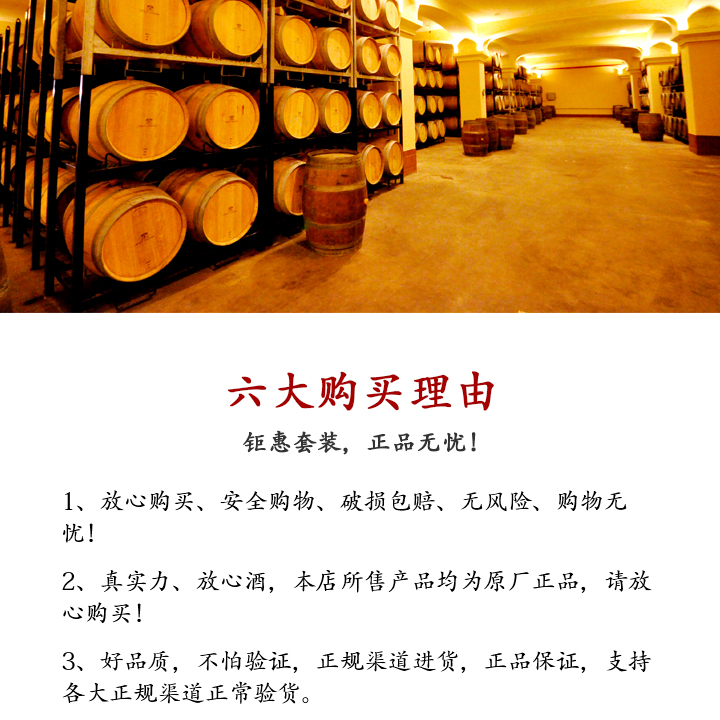 六大购买理由
钜惠套装，正品无忧！
1、放心购买、安全购物、破损包赔、无风险、购物无
忧！
2、真实力、放心酒，本店所售产品均为原厂正品，请放
心购买！
3、好品质，不怕验证，正规渠道进货，正品保证，支持
各大正规渠道正常验货。